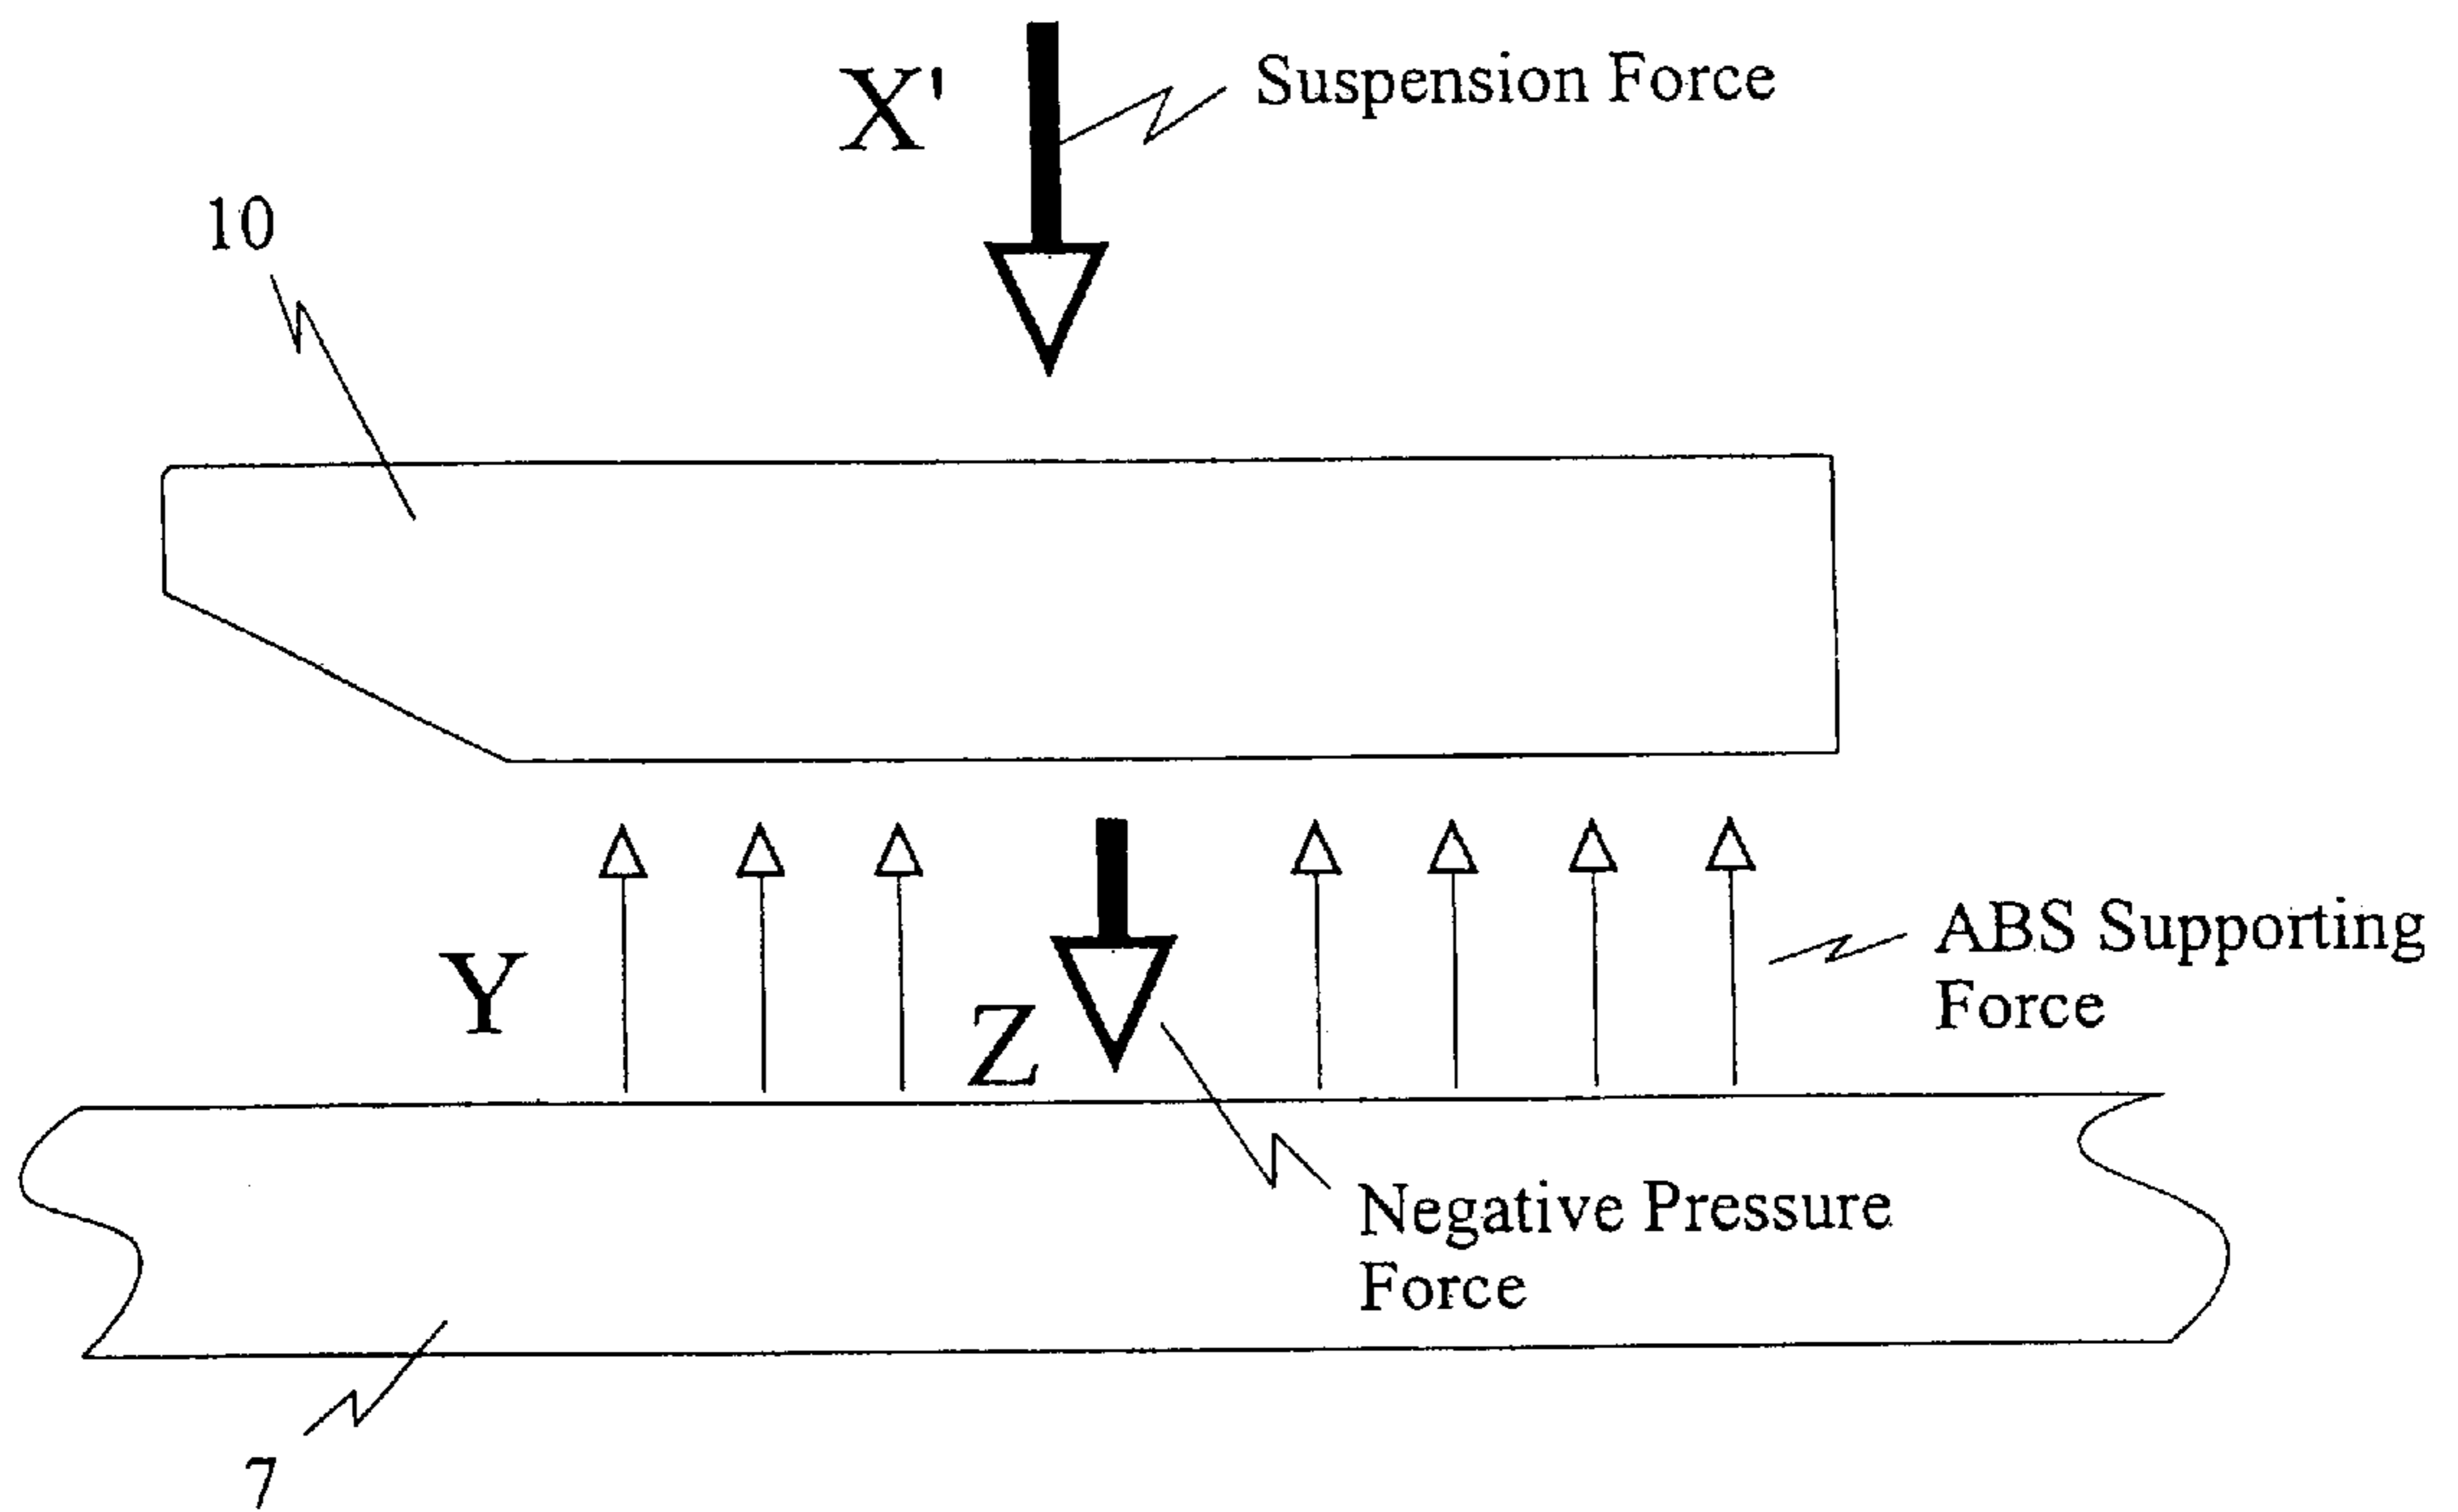 X'
Suspension Force
10
Y
Z
ABS Supporting
Force
Negative Pressure
Force
7